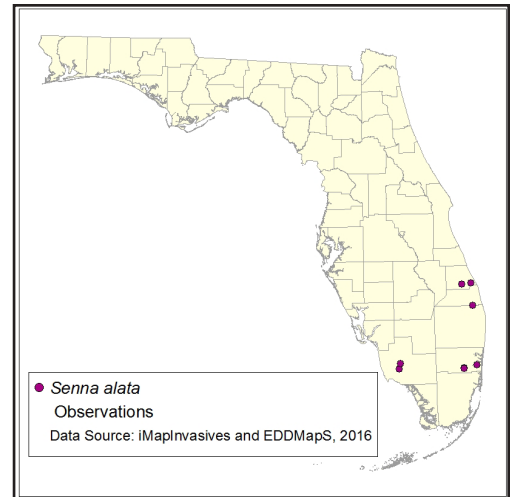 Senna alata
Observations
Data Source: iMapInvasives and EDDMapS, 2016